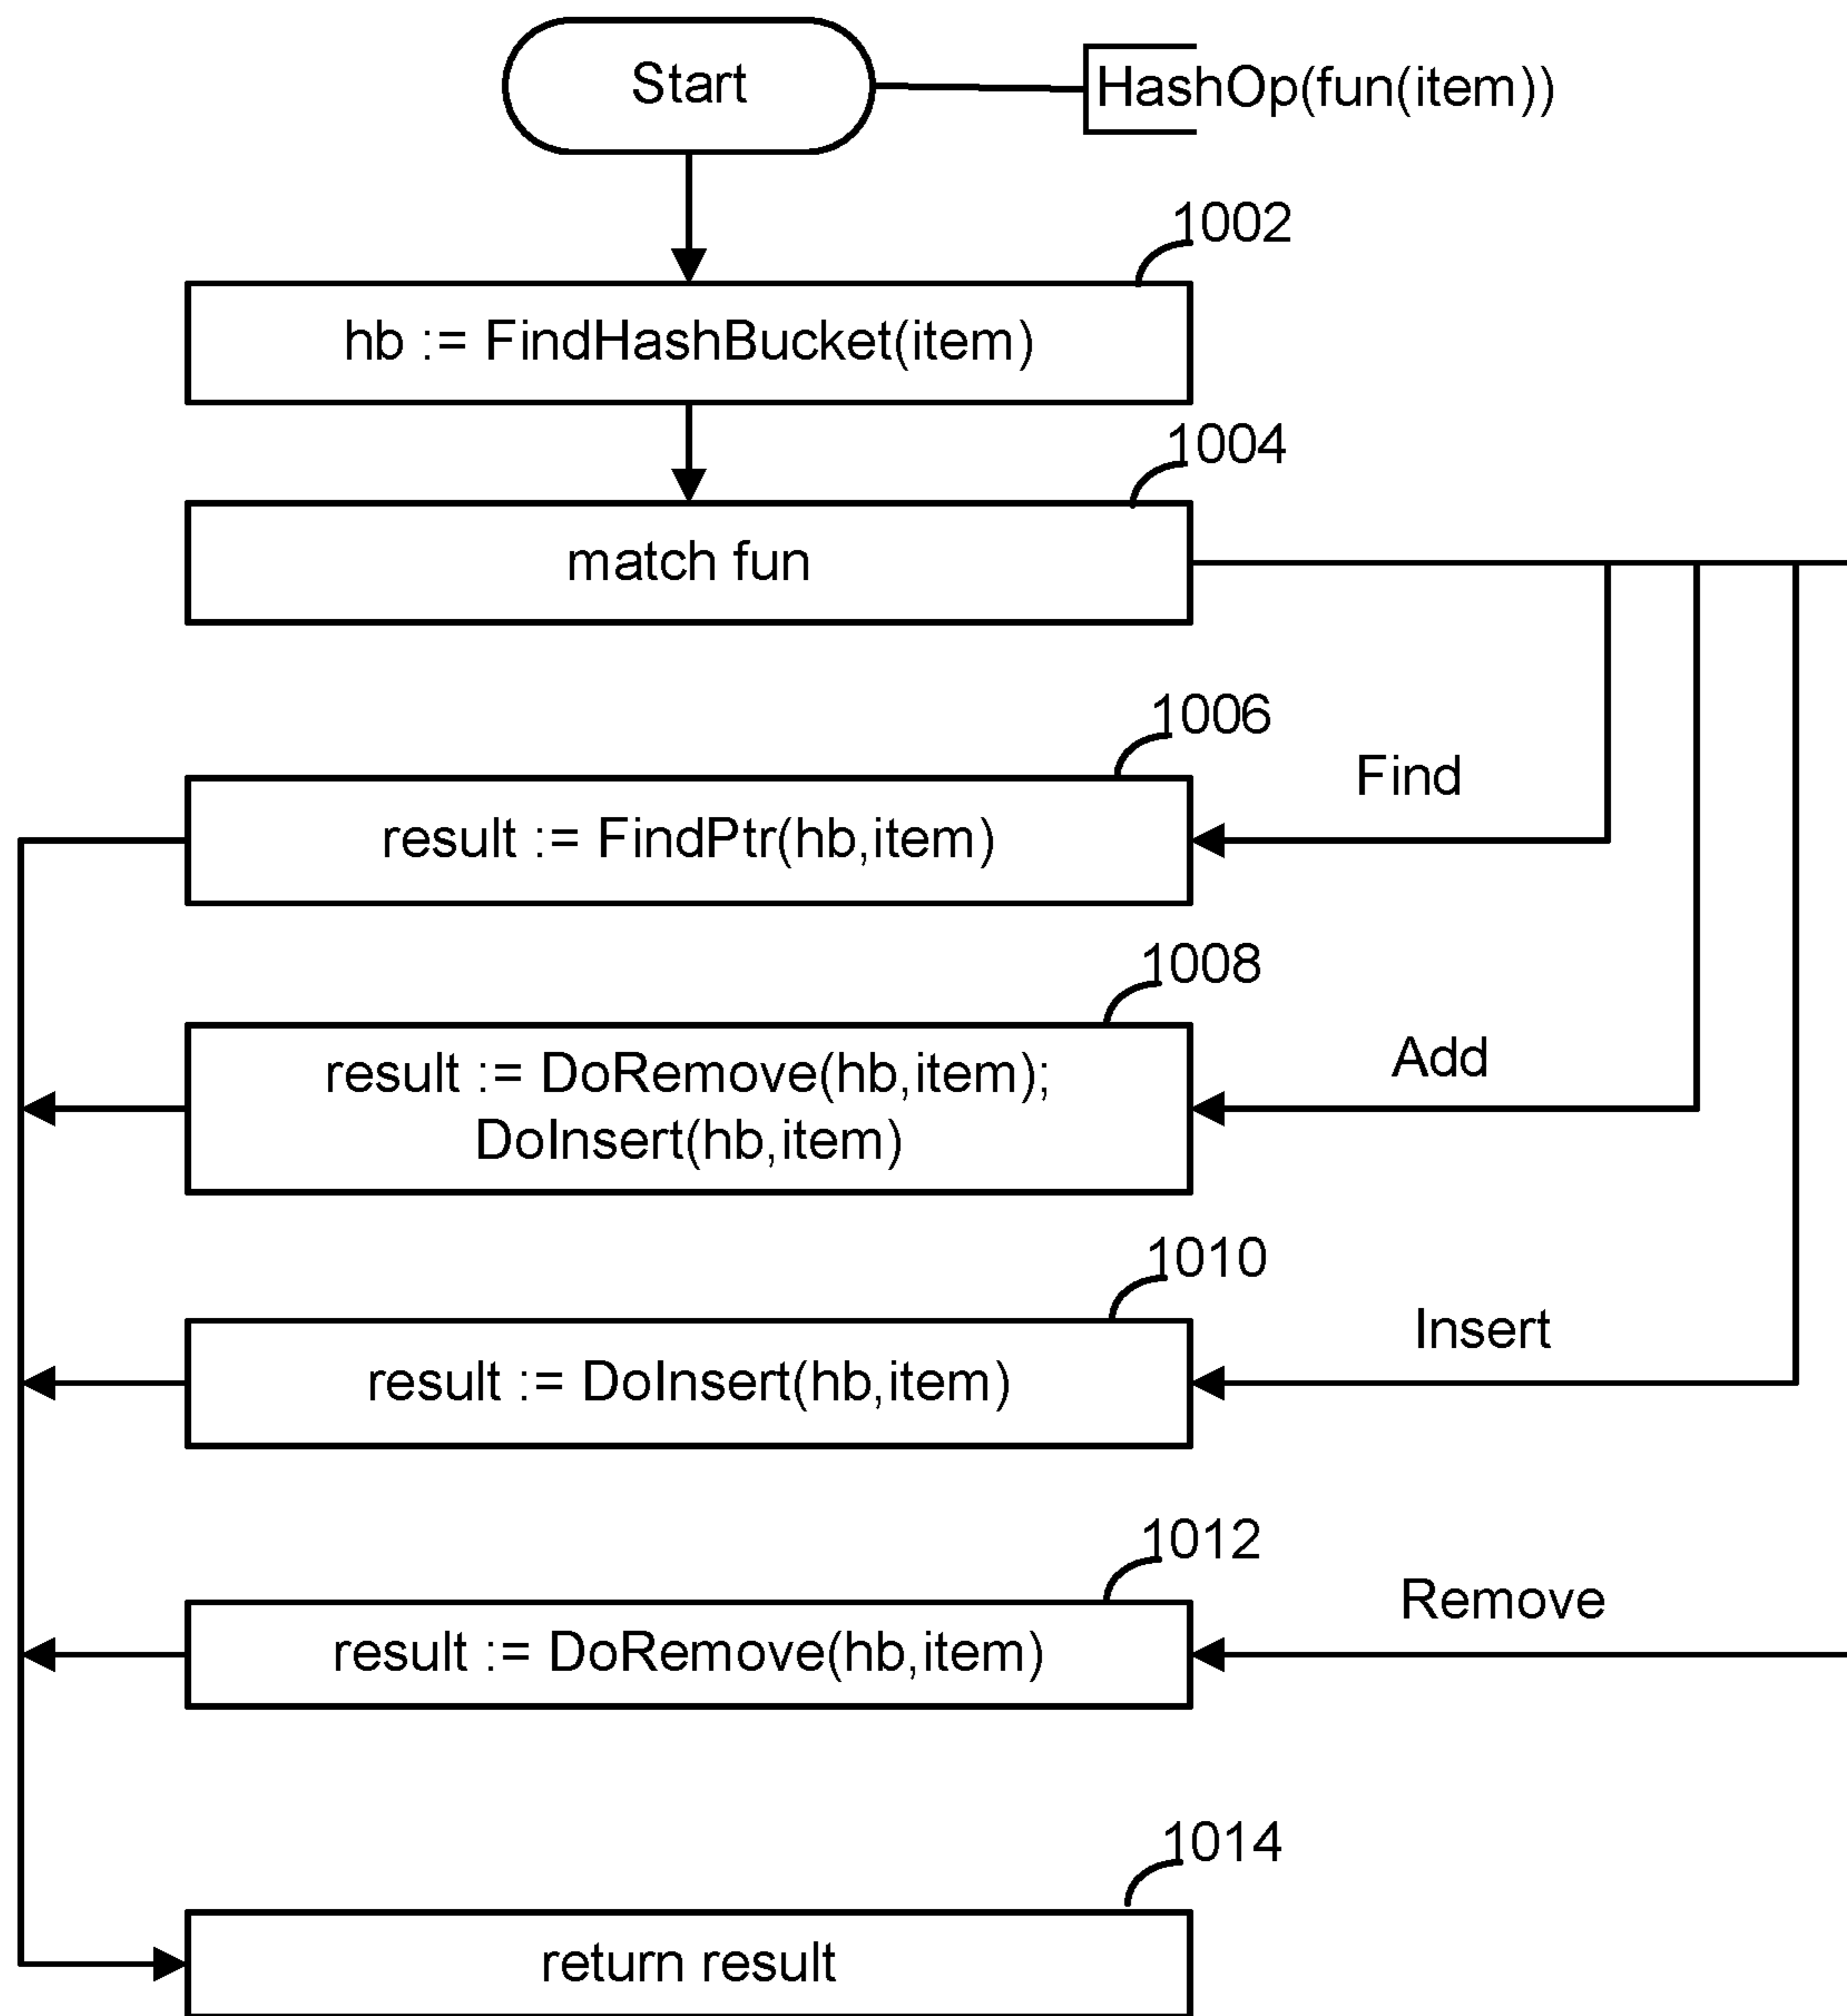 Start
HashOp(fun(item))
1002
hb := FindHashBucket(item)
1004
match fun
1006
Find
result := FindPtr(hb,item)
1008
Add
result := DoRemove(hb,item);
DoInsert(hb,item)
1010
Insert
result := DoInsert(hb,item)
1012
Remove
result := DoRemove(hb,item)
1014
return result